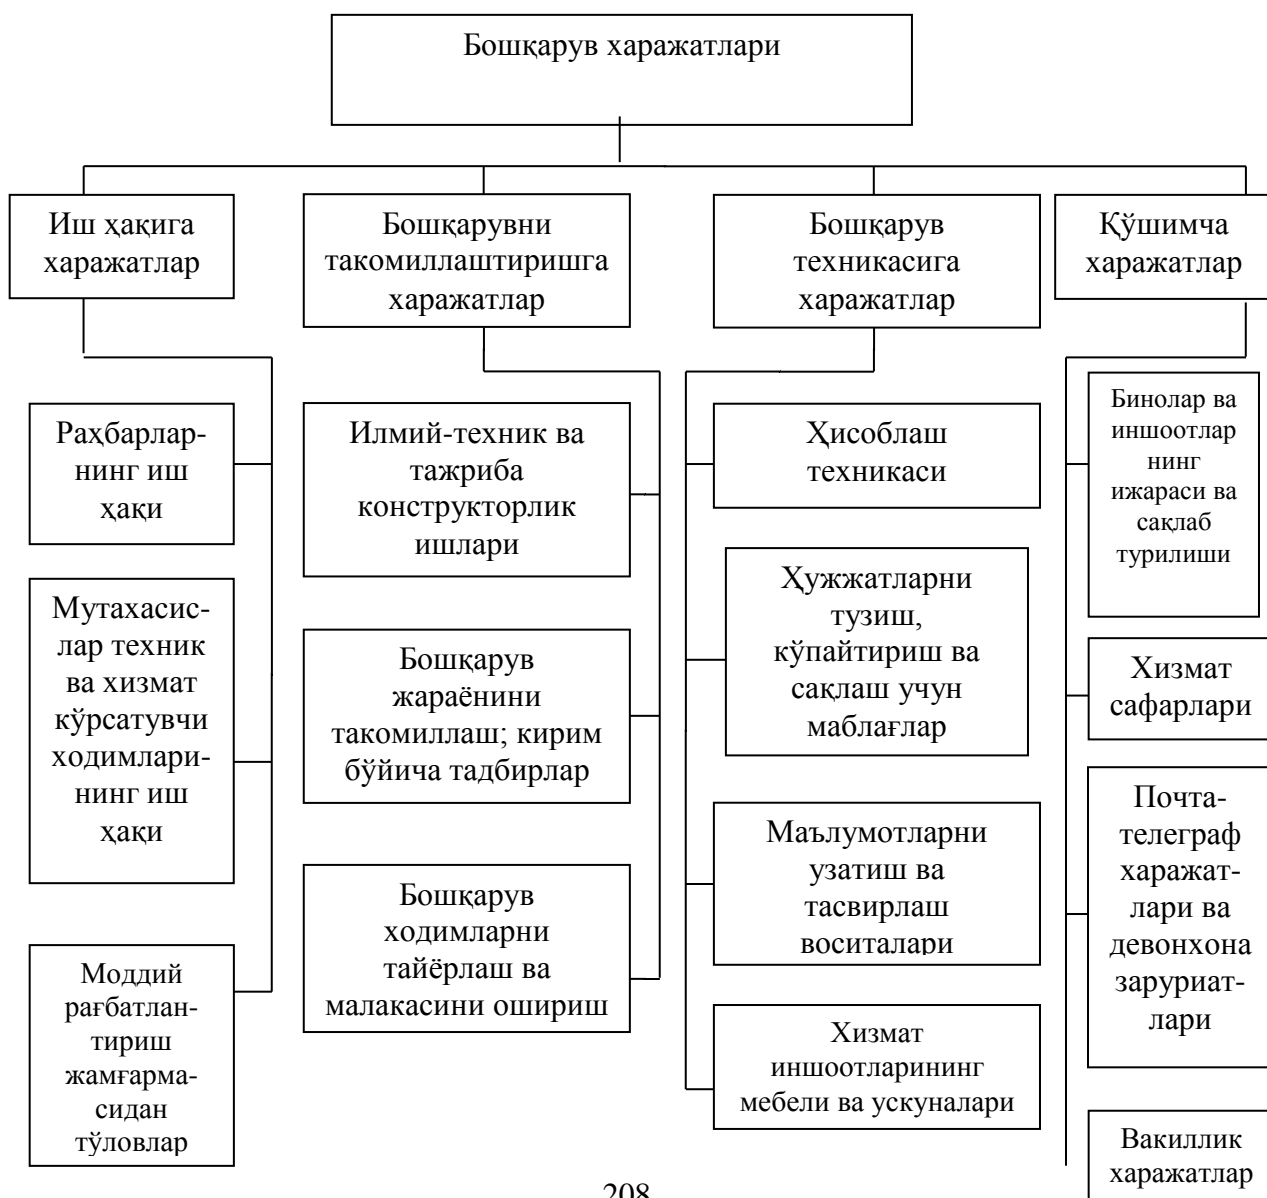 Бошқарув харажатлари
Иш ҳақига
харажатлар
Бошқарувни
такомиллаштиришга
харажатлар
Бошқарув
техникасига
харажатлар
Қўшимча
харажатлар
Раҳбарлар-
нинг иш
ҳақи
Мутахасис-
лар техник
ва хизмат
кўрсатувчи
ходимлари-
нинг иш
ҳақи
Моддий
рағбатлан-
тириш
жамғарма-
сидан
тўловлар
Илмий-техник ва
тажриба
конструкторлик
ишлари
Бошқарув
жараёнини
такомиллаш; кирим
бўйича тадбирлар
Бошқарув
ходимларни
тайёрлаш ва
малакасини ошириш
Ҳисоблаш
техникаси
Ҳужжатларни
тузиш,
кўпайтириш ва
сақлаш учун
маблағлар
Маълумотларни
узатиш ва
тасвирлаш
воситалари
Хизмат
иншоотларининг
мебели ва ускуналари
Бинолар ва
иншоотлар
нинг
ижараси ва
сақлаб
турилиши
Хизмат
сафарлари
Почта-
телеграф
харажат-
лари ва
девонхона
заруриат-
лари
Вакиллик
харажатлар
208